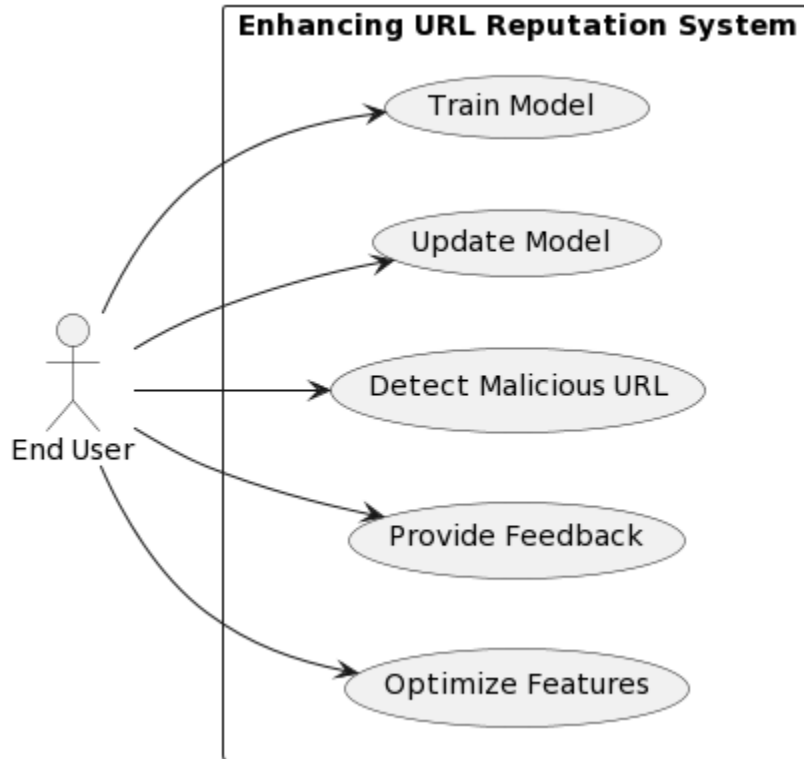 Enhancing URL Reputation System
Train Model
Update Model
Detect Malicious URL
End User
Provide Feedback
Optimize Features